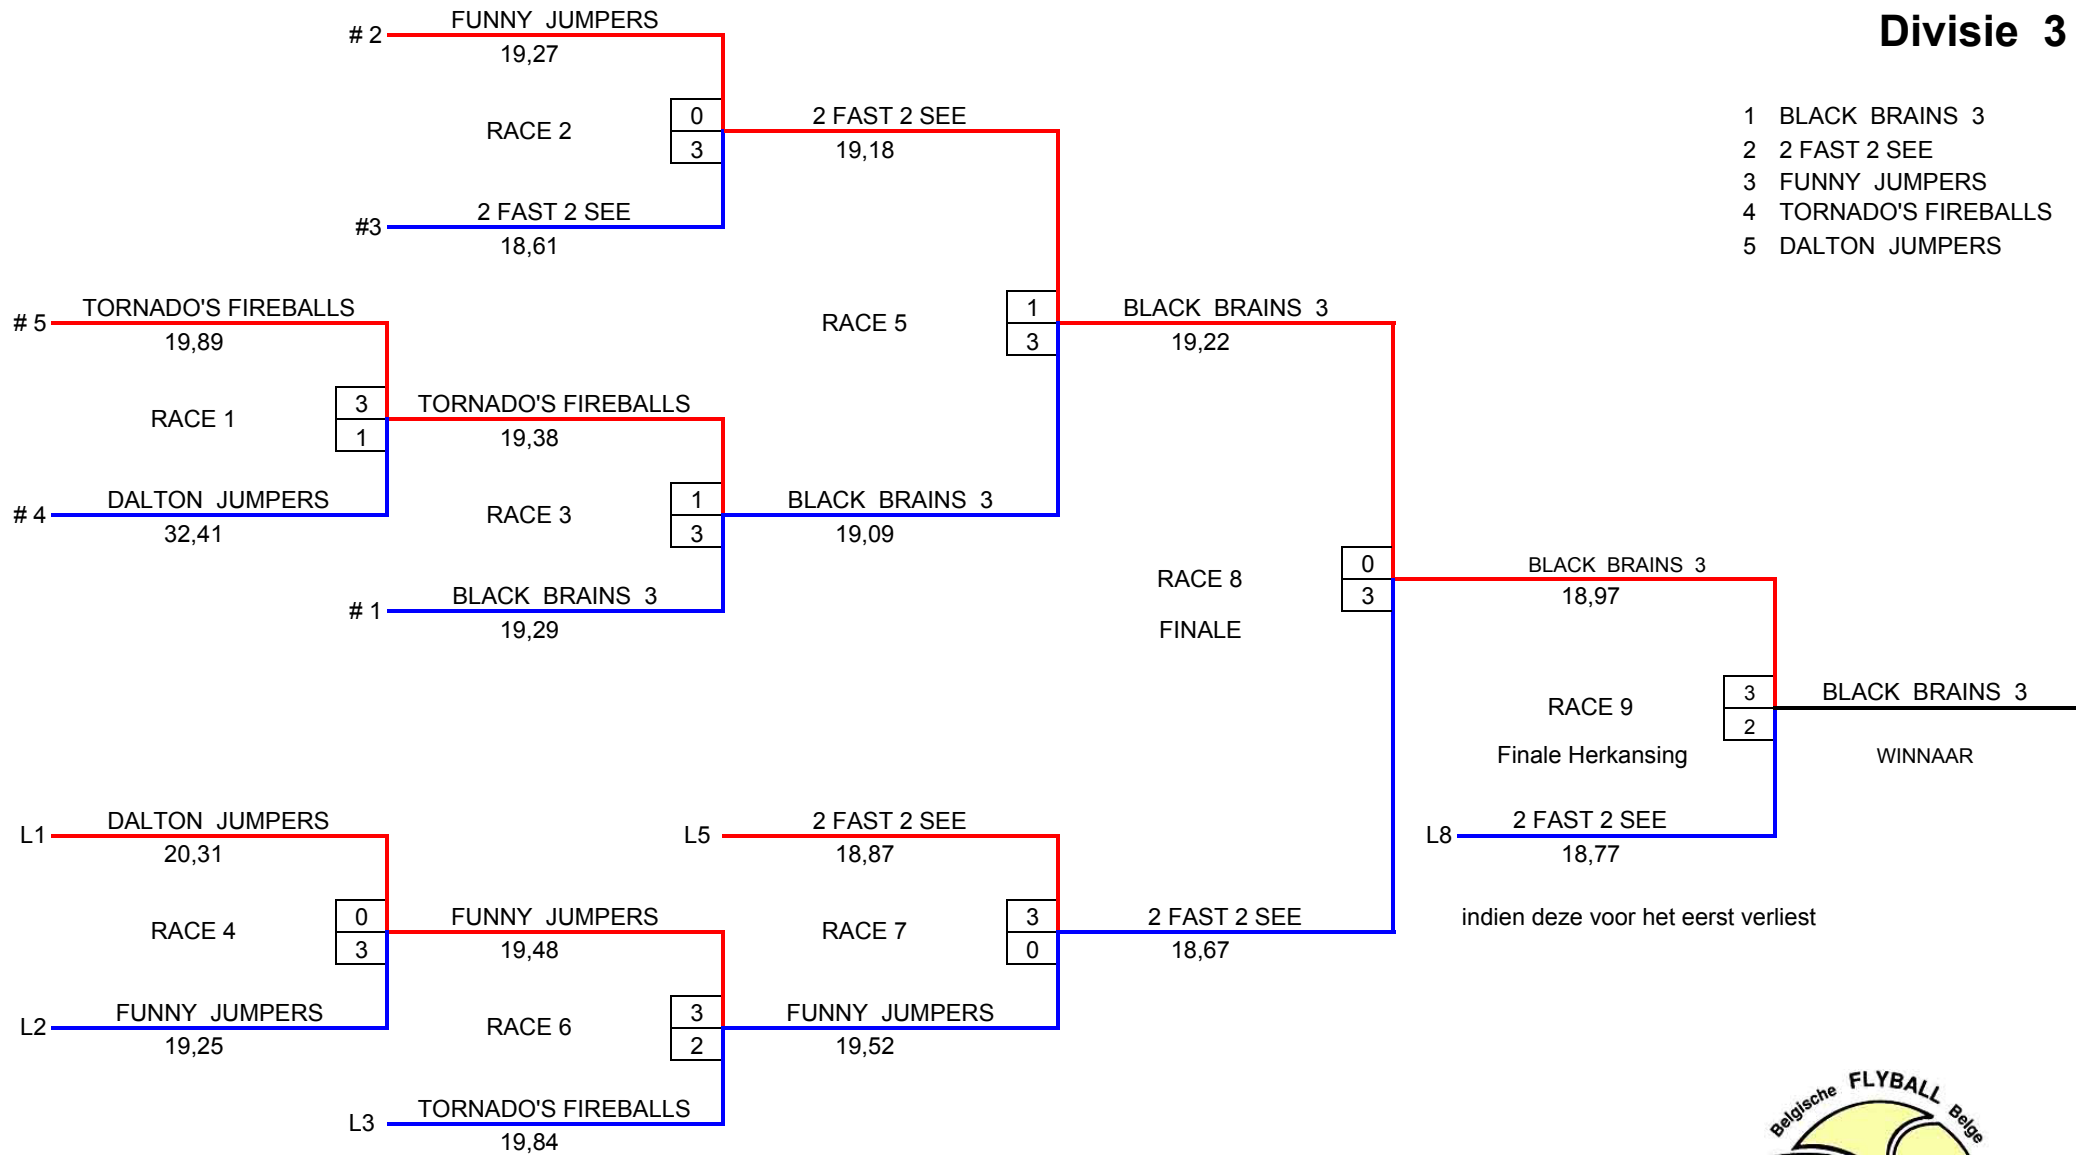 Divisie 3
1 BLACK BRAINS 3
2 2 FAST 2 SEE
3 FUNNY JUMPERS
4 TORNADO'S FIREBALLS
5 DALTON JUMPERS
# 2 FUNNY JUMPERS
19,27
RACE 2
0
3
#3 2 FAST 2 SEE
18,61
2 FAST 2 SEE
19,18
# 5 TORNADO'S FIREBALLS
19,89
RACE 1
3
1
# 4 DALTON JUMPERS
32,41
TORNADO'S FIREBALLS
19,38
RACE 3
1
3
# 1 BLACK BRAINS 3
19,29
BLACK BRAINS 3
19,09
RACE 5
1
3
BLACK BRAINS 3
19,22
RACE 8
FINALE
0
3
BLACK BRAINS 3
18,97
RACE 9
Finale Herkansing
3
2
BLACK BRAINS 3
WINNAAR
L8 2 FAST 2 SEE
18,77
indien deze voor het eerst verliest
L1 DALTON JUMPERS
20,31
RACE 4
0
3
L2 FUNNY JUMPERS
19,25
FUNNY JUMPERS
19,48
RACE 6
3
2
L3 TORNADO'S FIREBALLS
19,84
L5 2 FAST 2 SEE
18,87
RACE 7
3
0
FUNNY JUMPERS
19,52
2 FAST 2 SEE
18,67
Belgische FLYBALL Belge